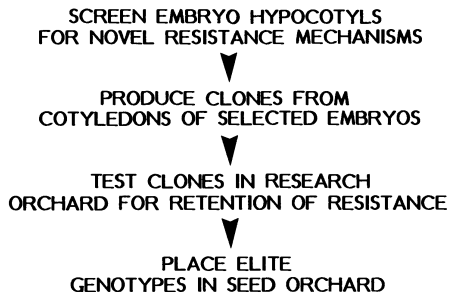 SCREEN EMBRYO HYPOCOTYLS
FOR NOVEL RESISTANCE MECHANISMS
PRODUCE CLONES FROM
COTYLEDONS OF SELECTED EMBRYOS
TEST CLONES IN RESEARCH
ORCHARD FOR RETENTION OF RESISTANCE
PLACE ELITE
GENOTYPES IN SEED ORCHARD